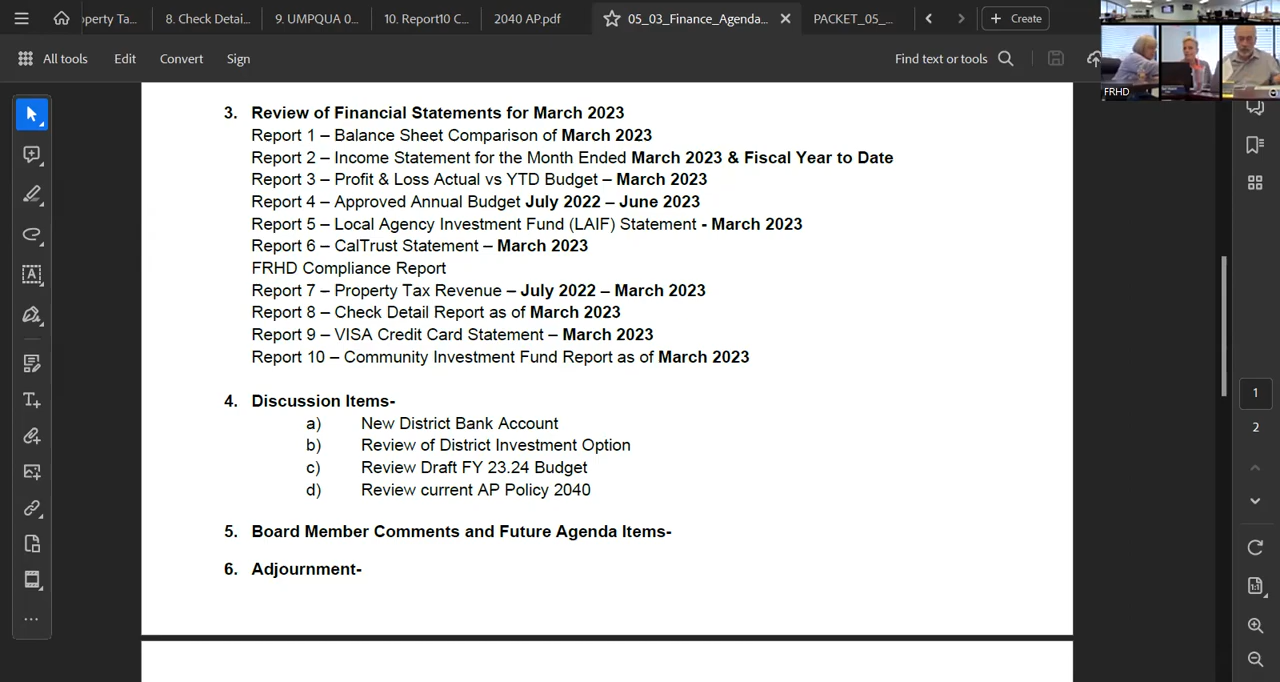 perty Ta...
8. Check Detai...
9. UMPQUA 0...
10. Report10 C...
2040 AP.pdf
05_03_Finance_Agenda...
PACKET_05_...
Create
All tools
Edit
Convert
Sign
Find text or tools
FRHD
3. Review of Financial Statements for March 2023
Report 1 – Balance Sheet Comparison of March 2023
Report 2 – Income Statement for the Month Ended March 2023 & Fiscal Year to Date
Report 3 – Profit & Loss Actual vs YTD Budget – March 2023
Report 4 – Approved Annual Budget July 2022 – June 2023
Report 5 – Local Agency Investment Fund (LAIF) Statement - March 2023
Report 6 – CalTrust Statement – March 2023
FRHD Compliance Report
Report 7 – Property Tax Revenue – July 2022 – March 2023
Report 8 – Check Detail Report as of March 2023
Report 9 – VISA Credit Card Statement – March 2023
Report 10 – Community Investment Fund Report as of March 2023
4. Discussion Items-
a) New District Bank Account
b) Review of District Investment Option
c) Review Draft FY 23.24 Budget
d) Review current AP Policy 2040
5. Board Member Comments and Future Agenda Items-
6. Adjournment-
1
2